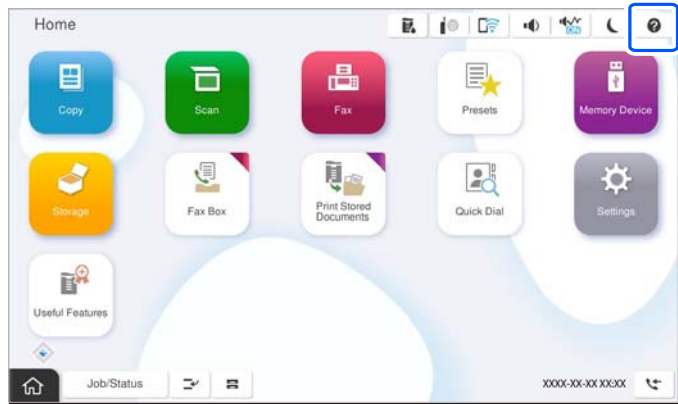 Home
ON
?
Copy
Scan
Fax
Presets
Memory Device
Storage
Fax Box
Print Stored
Documents
Quick Dial
Settings
Useful Features
Job/Status
XXXX-XX-XX XX:XX